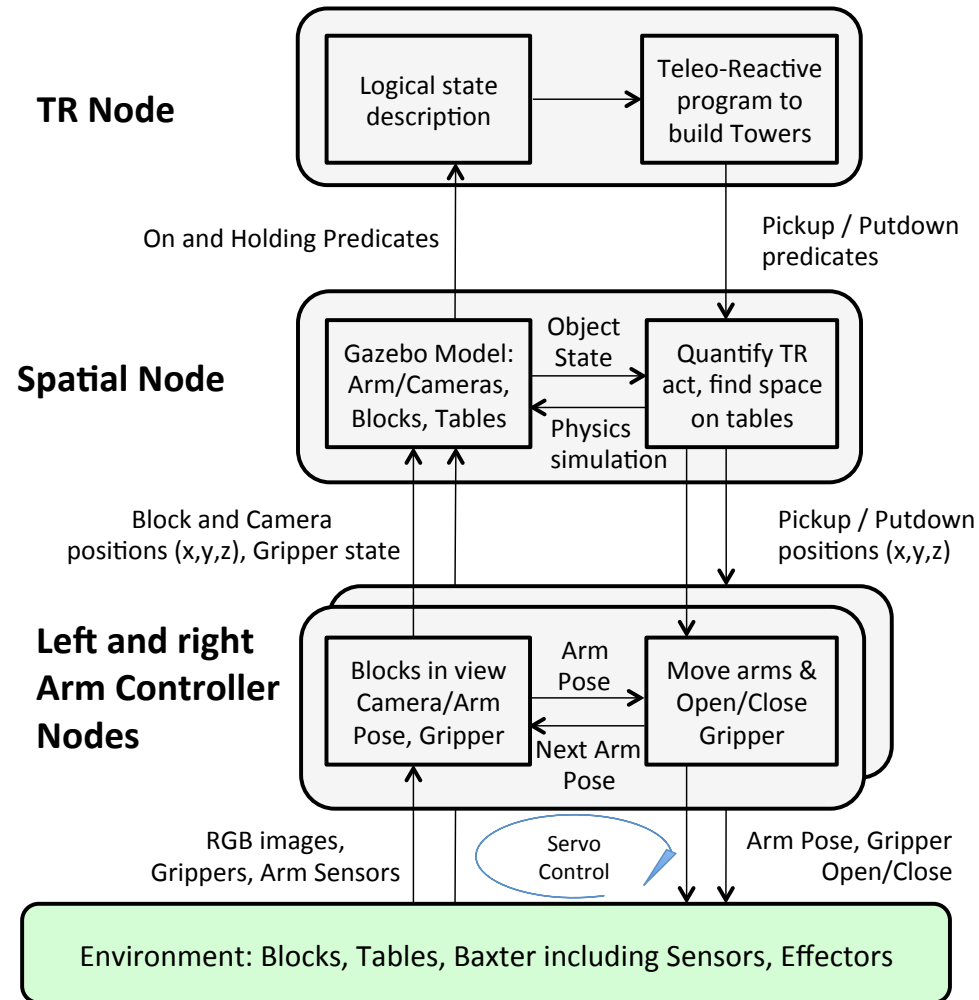 TR Node
Logical state
description
Teleo-Reactive
program to
build Towers
On and Holding Predicates
Pickup / Putdown
predicates
Spatial Node
Gazebo Model:
Arm/Cameras,
Blocks, Tables
Object
State
Physics
simulation
Quantify TR
act, find space
on tables
Block and Camera
positions (x,y,z), Gripper state
Pickup / Putdown
positions (x,y,z)
Left and right
Arm Controller
Nodes
Blocks in view
Camera/Arm
Pose, Gripper
Arm
Pose
Next Arm
Pose
Move arms &
Open/Close
Gripper
RGB images,
Grippers, Arm Sensors
Servo
Control
Arm Pose, Gripper
Open/Close
Environment: Blocks, Tables, Baxter including Sensors, Effectors